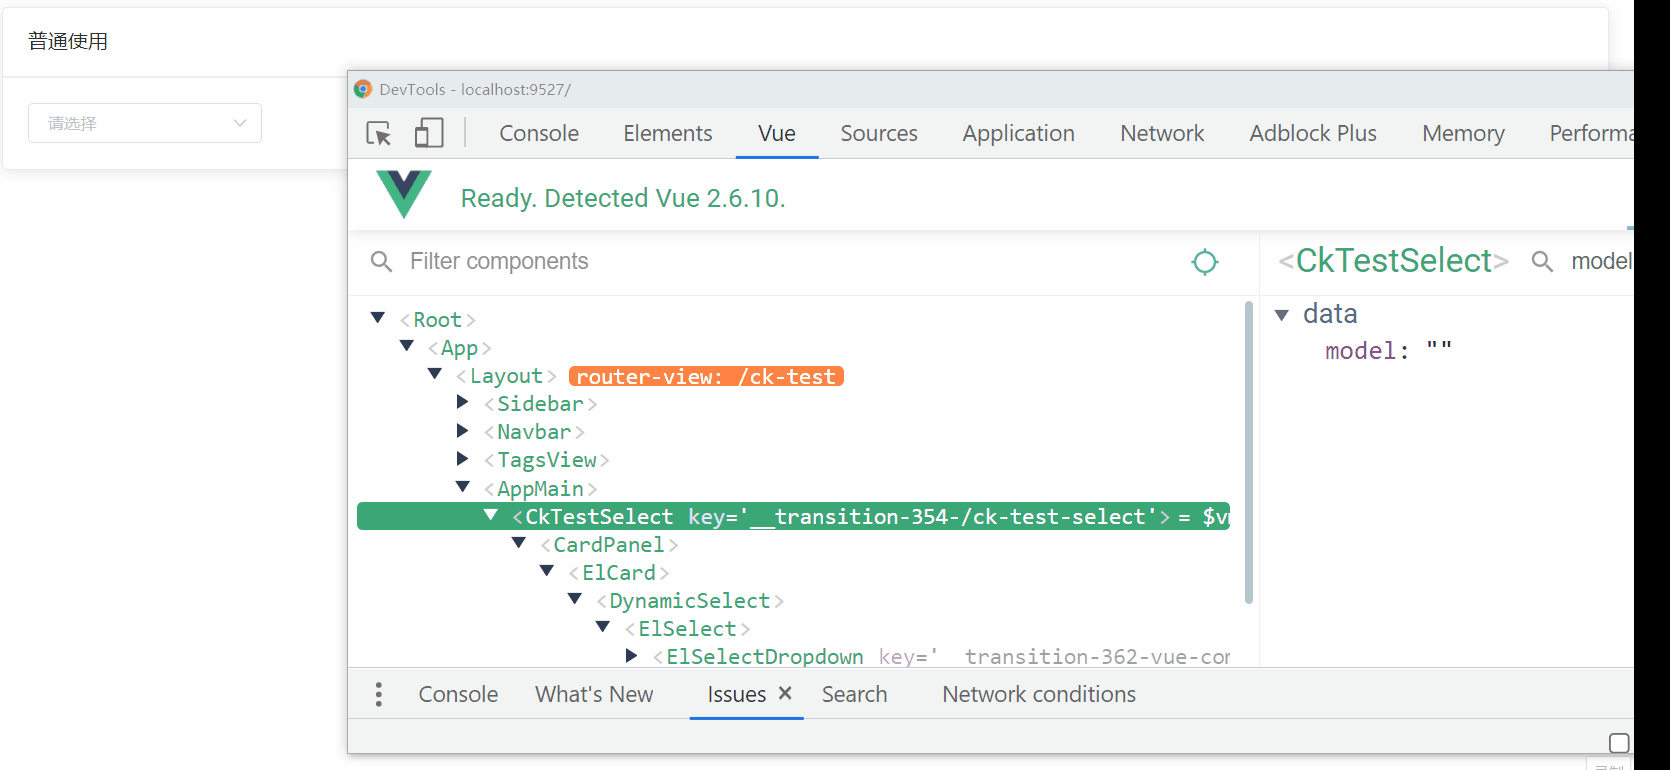 普通使用
请选择
DevTools - localhost:9527/
Console Elements Vue Sources Application Network Adblock Plus Memory Performa
Ready. Detected Vue 2.6.10.
Filter components
<CkTestSelect> model
<Root>
<App>
<Layout> router-view: /ck-test
<Sidebar>
<Navbar>
<TagsView>
<AppMain>
<CkTestSelect key='__transition-354-/ck-test-select'> = $v
<CardPanel>
<ElCard>
<DynamicSelect>
<ElSelect>
<ElSelectDropdown key='__transition-362-vue-cor
data
model: ""
Console What's New Issues × Search Network conditions